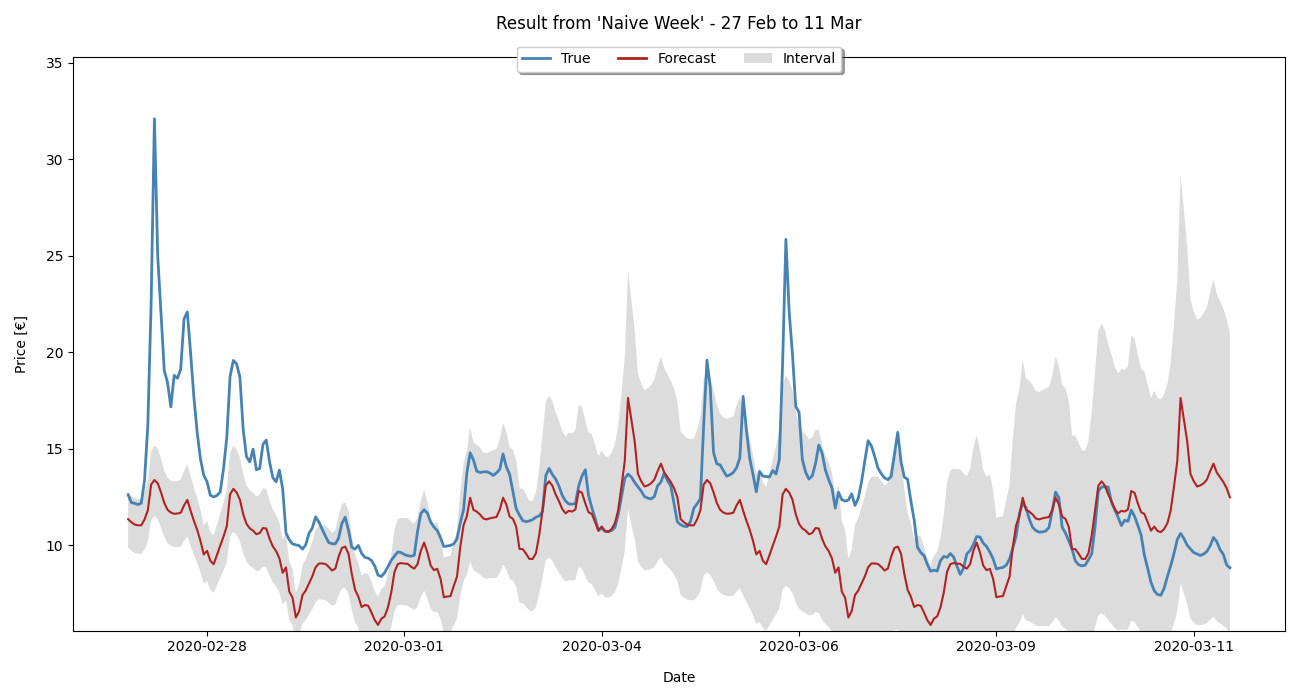 Result from 'Naive Week' - 27 Feb to 11 Mar
True Forecast Interval
35
30
25
20
15
10
Price [€]
2020-02-28 2020-03-01 2020-03-04 2020-03-06 2020-03-09 2020-03-11
Date